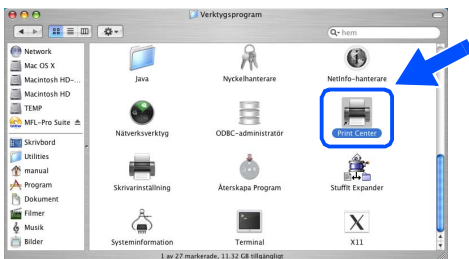 Verktygsprogram
hem
Network
Mac OS X
Macintosh HD-...
Macintosh HD
TEMP
MFL-Pro Suite
Skrivbord
Utilities
manual
Program
Dokument
Filmer
Musik
Bilder
Java
Nyckelhanterare
NetInfo-hanterare
Nätverksverktyg
ODBC-administratör
Print Center
Skrivarinställning
Återskapa Program
StuffIt Expander
Systeminformation
Terminal
X11
1 av 27 markerade, 11.32 GB tillgängligt